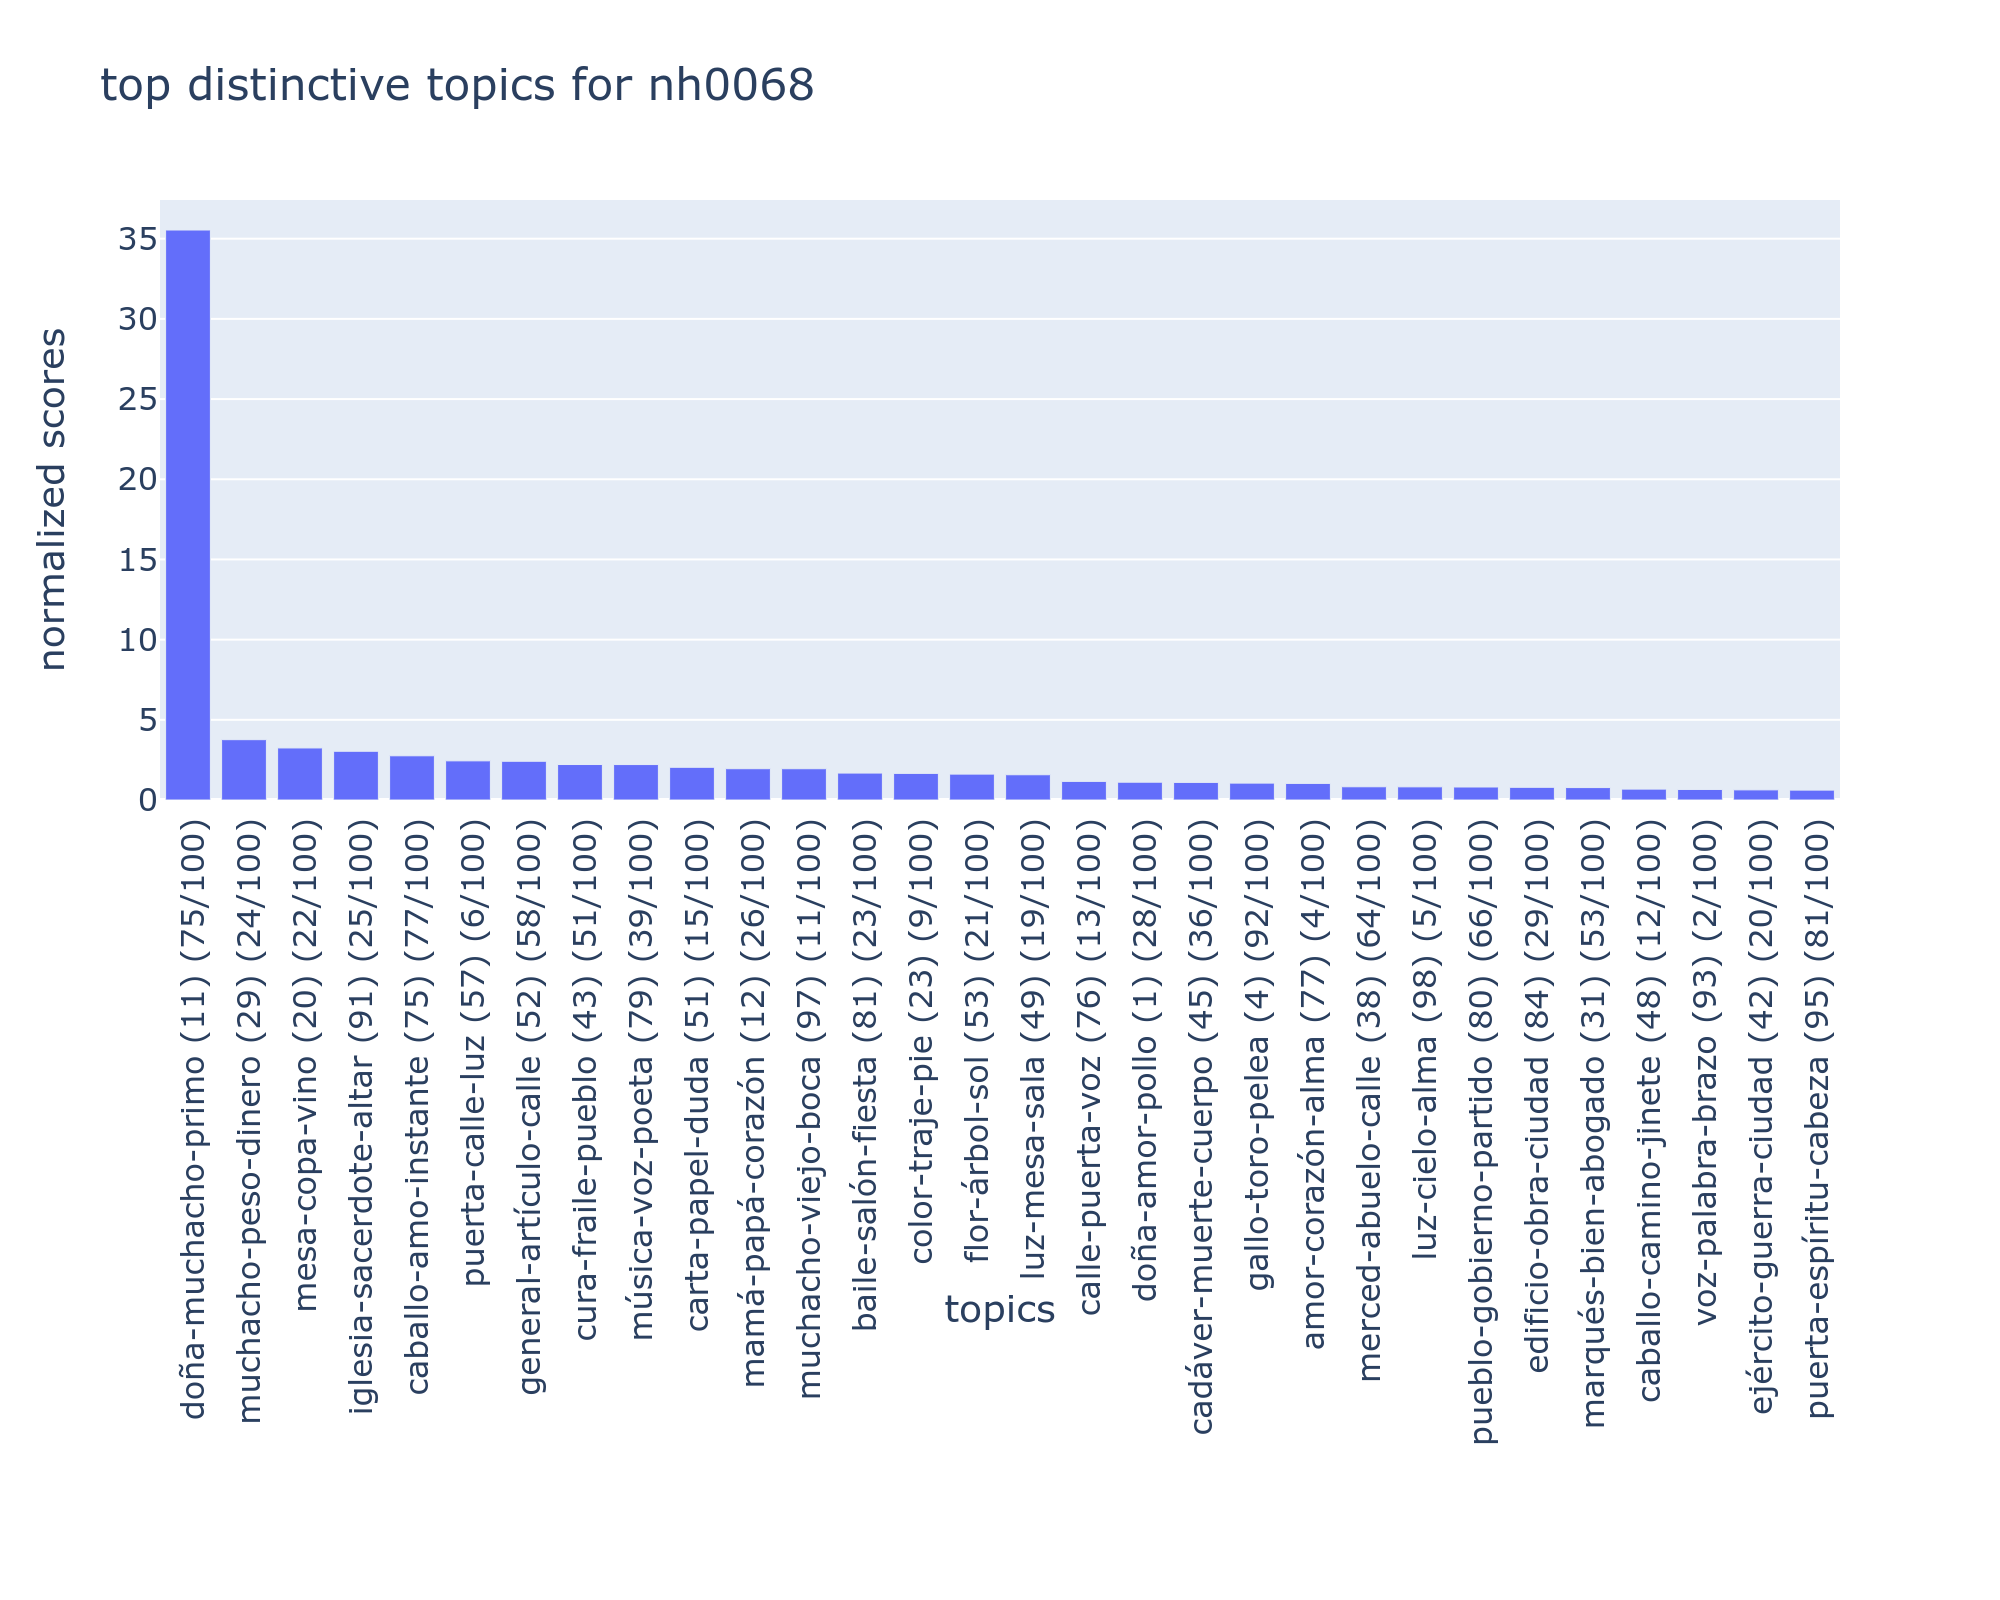 top distinctive topics for nh0068
normalized scores
35
30
25
20
15
10
5
0
doña-muchacho-primo (11) (75/100)
muchacho-peso-dinero (29) (24/100)
mesa-copa-vino (20) (22/100)
iglesia-sacerdote-altar (91) (25/100)
caballo-amo-instante (75) (77/100)
puerta-calle-luz (57) (6/100)
general-artículo-calle (52) (58/100)
cura-fraile-pueblo (43) (51/100)
música-voz-poeta (79) (39/100)
carta-papel-duda (51) (15/100)
mamá-papá-corazón (12) (26/100)
muchacho-viejo-boca (97) (11/100)
baile-salón-fiesta (81) (23/100)
color-traje-pie (23) (9/100)
flor-árbol-sol (53) (21/100)
luz-mesa-sala (49) (19/100)
calle-puerta-voz (76) (13/100)
doña-amor-pollo (1) (28/100)
cadáver-muerte-cuerpo (45) (36/100)
gallo-toro-pelea (4) (92/100)
amor-corazón-alma (77) (4/100)
merced-abuelo-calle (38) (64/100)
luz-cielo-alma (98) (5/100)
pueblo-gobierno-partido (80) (66/100)
edificio-obra-ciudad (84) (29/100)
marqués-bien-abogado (31) (53/100)
caballo-camino-jinete (48) (12/100)
voz-palabra-brazo (93) (2/100)
ejército-guerra-ciudad (42) (20/100)
puerta-espíritu-cabeza (95) (81/100)
topics